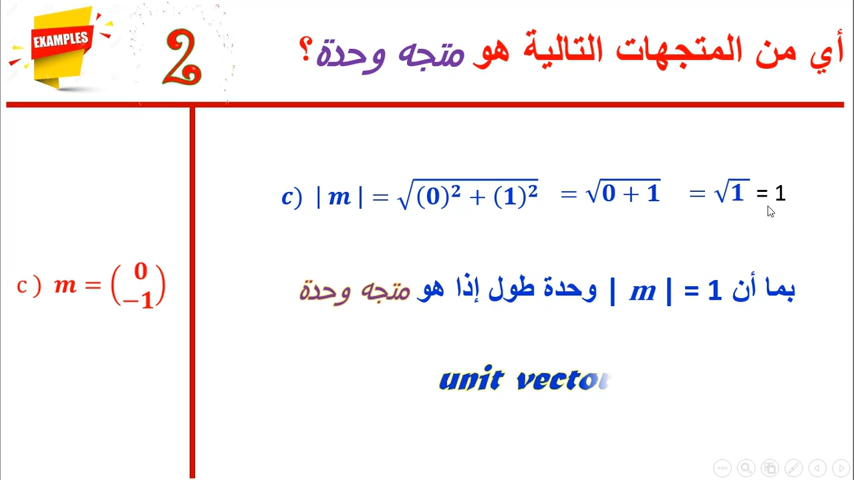 EXAMPLES
2
أي من المتجهات التالية هو متجه وحدة؟
c) | m | = √((0)² + (1)²) = √(0 + 1) = √1 = 1
c ) m = (0 −1)
بما أن 1 = | m | وحدة طول إذا هو متجه وحدة
unit vector